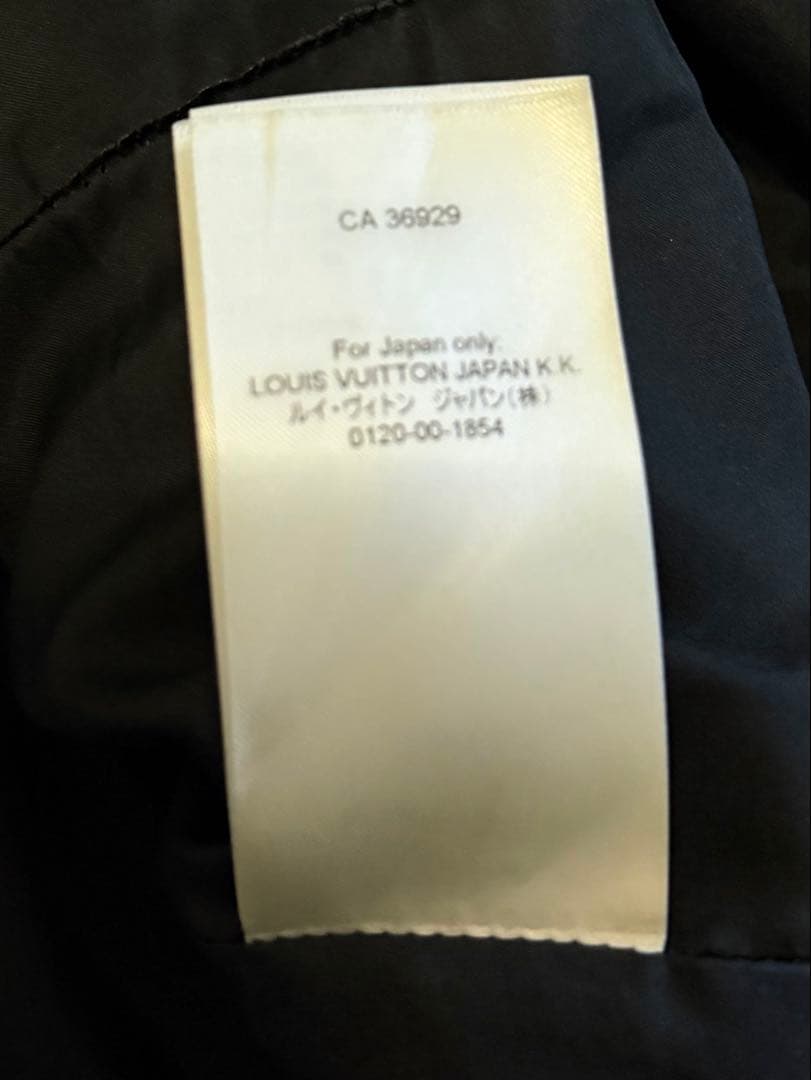 CA 36929
For Japan only:
LOUIS VUITTON JAPAN K.K.
ルイ・ヴィトン ジャパン(株)
0120-00-1854